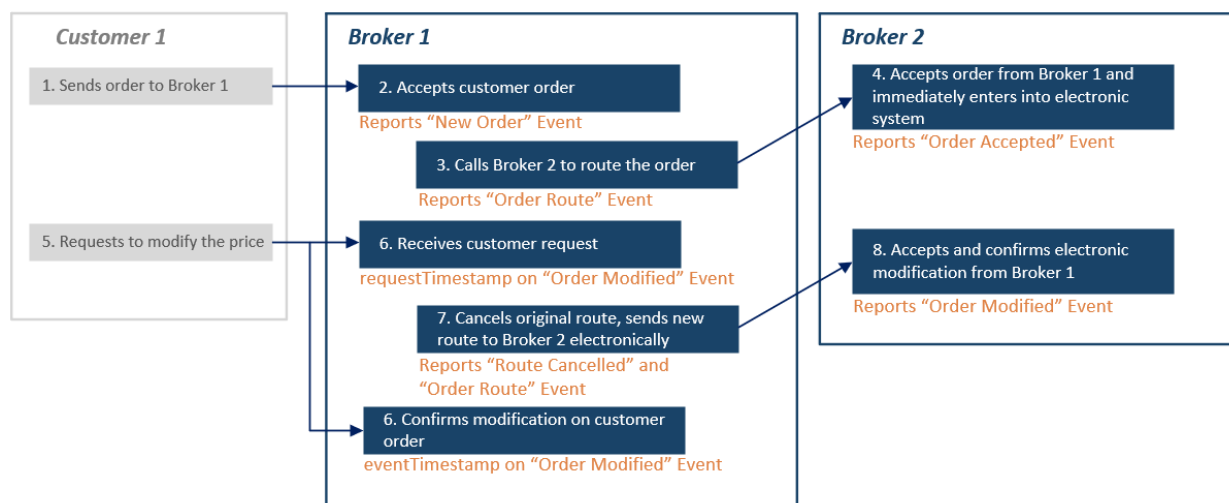 Customer 1
1. Sends order to Broker 1
5. Requests to modify the price
Broker 1
2. Accepts customer order
Reports “New Order” Event
3. Calls Broker 2 to route the order
Reports “Order Route” Event
6. Receives customer request
requestTimestamp on “Order Modified” Event
7. Cancels original route, sends new
route to Broker 2 electronically
Reports “Route Cancelled” and
“Order Route” Event
6. Confirms modification on customer
order
eventTimestamp on “Order Modified” Event
Broker 2
4. Accepts order from Broker 1 and
immediately enters into electronic
system
Reports “Order Accepted” Event
8. Accepts and confirms electronic
modification from Broker 1
Reports “Order Modified” Event